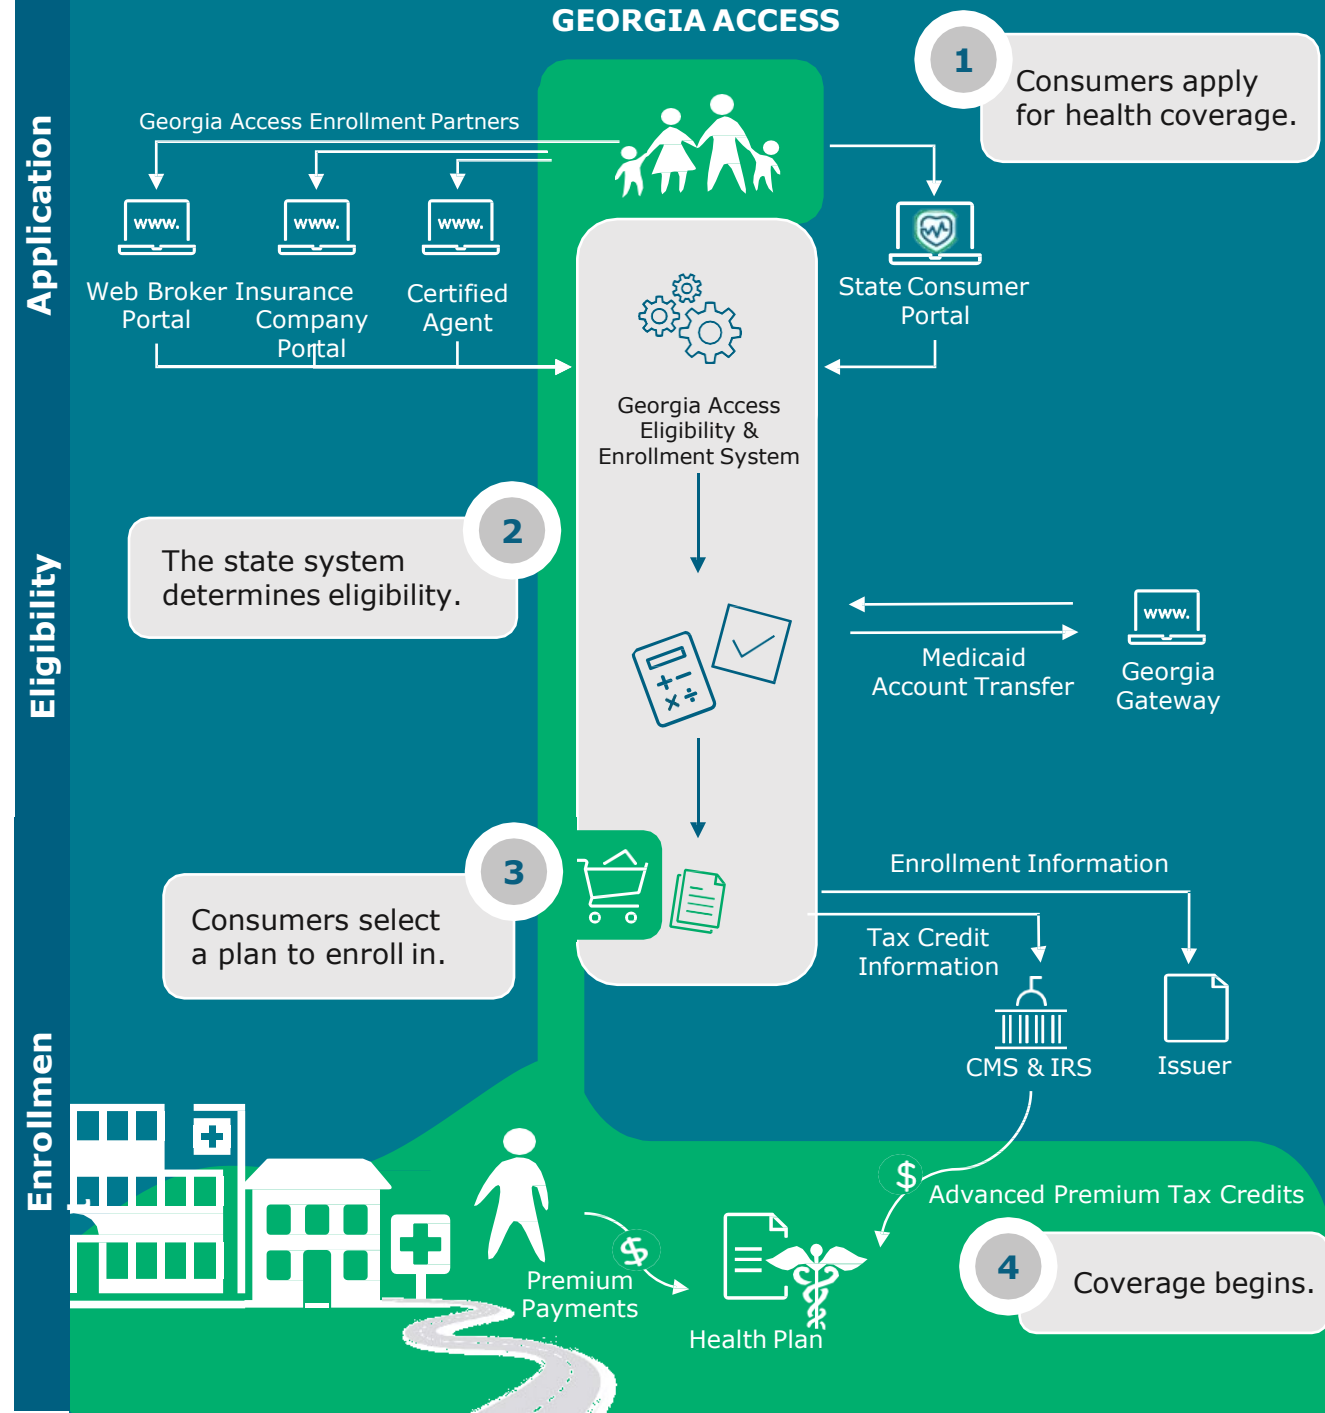 GEORGIA ACCESS
1
Consumers apply
for health coverage.
Application
Georgia Access Enrollment Partners
www.
www.
www.
Web Broker
Portal
Insurance
Company
Portal
Certified
Agent
State Consumer
Portal
Georgia Access
Eligibility &
Enrollment System
2
The state system
determines eligibility.
Eligibility
www.
Medicaid
Account Transfer
Georgia
Gateway
3
Consumers select
a plan to enroll in.
Enrollment Information
Tax Credit
Information
CMS & IRS
Issuer
Enrollmen
t
$
Advanced Premium Tax Credits
$
Premium
Payments
Health Plan
4
Coverage begins.